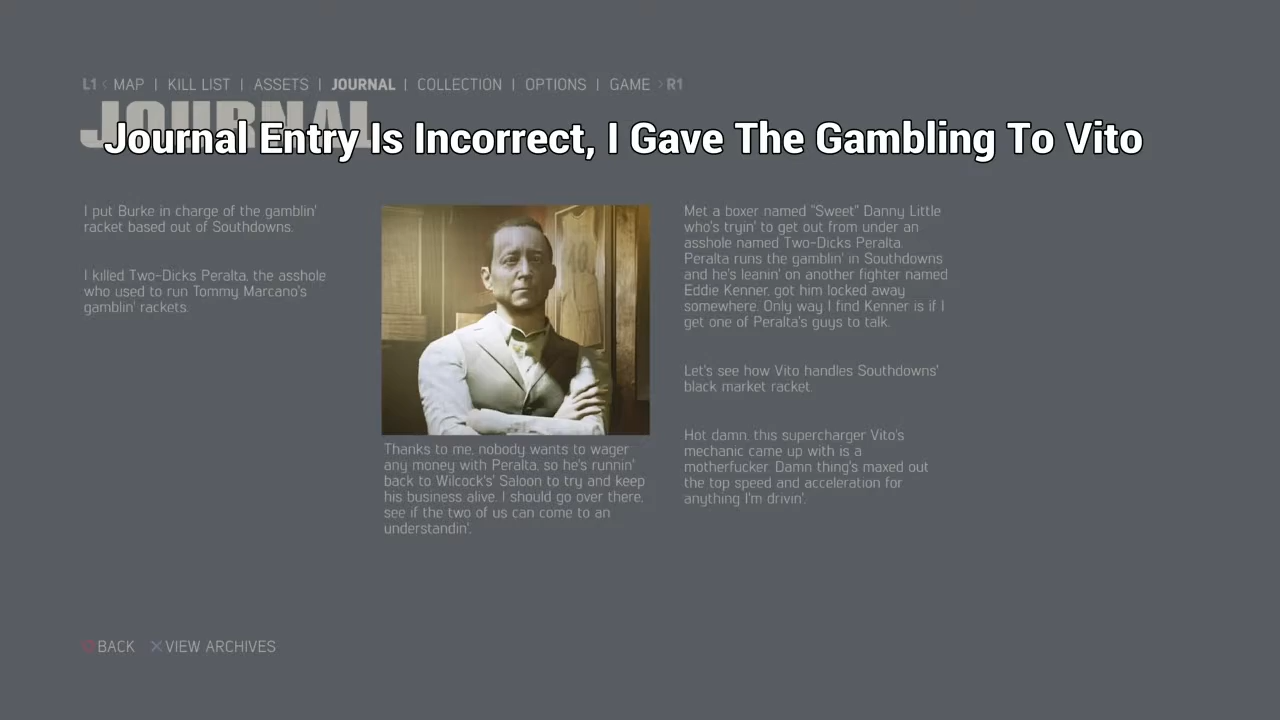 L1 < MAP | KILL LIST | ASSETS | JOURNAL | COLLECTION | OPTIONS | GAME > R1
JOURNAL
Journal Entry Is Incorrect, I Gave The Gambling To Vito
I put Burke in charge of the gamblin'
racket based out of Southdowns.
I killed Two-Dicks Peralta, the asshole
who used to run Tommy Marcano's
gamblin' rackets.
Thanks to me, nobody wants to wager
any money with Peralta, so he's runnin'
back to Wilcock's' Saloon to try and keep
his business alive. I should go over there,
see if the two of us can come to an
understandin'.
Met a boxer named "Sweet" Danny Little
who's tryin' to get out from under an
asshole named Two-Dicks Peralta.
Peralta runs the gamblin' in Southdowns
and he's leanin' on another fighter named
Eddie Kenner, got him locked away
somewhere. Only way I find Kenner is if I
get one of Peralta's guys to talk.
Let's see how Vito handles Southdowns'
black market racket.
Hot damn, this supercharger Vito's
mechanic came up with is a
motherfucker. Damn thing's maxed out
the top speed and acceleration for
anything I'm drivin'.
BACK VIEW ARCHIVES